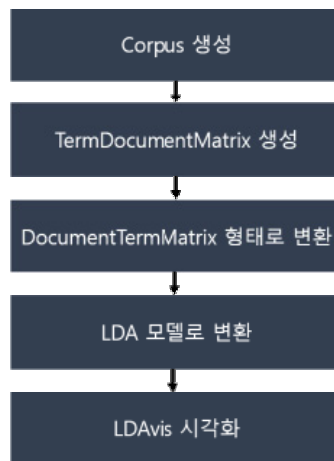 Corpus 생성
TermDocumentMatrix 생성
DocumentTermMatrix 형태로 변환
LDA 모델로 변환
LDAvis 시각화